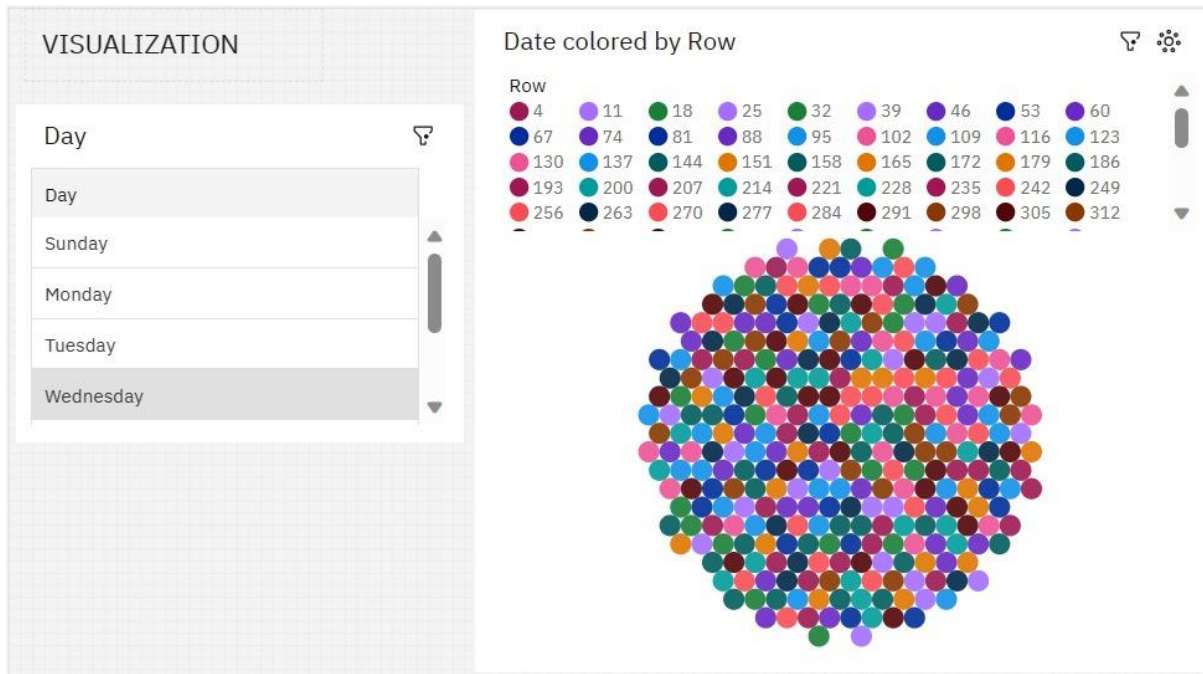 VISUALIZATION
Day
Day
Sunday
Monday
Tuesday
Wednesday
Date colored by Row
Row
4 11 18 25 32 39 46 53 60
67 74 81 88 95 102 109 116 123
130 137 144 151 158 165 172 179 186
193 200 207 214 221 228 235 242 249
256 263 270 277 284 291 298 305 312